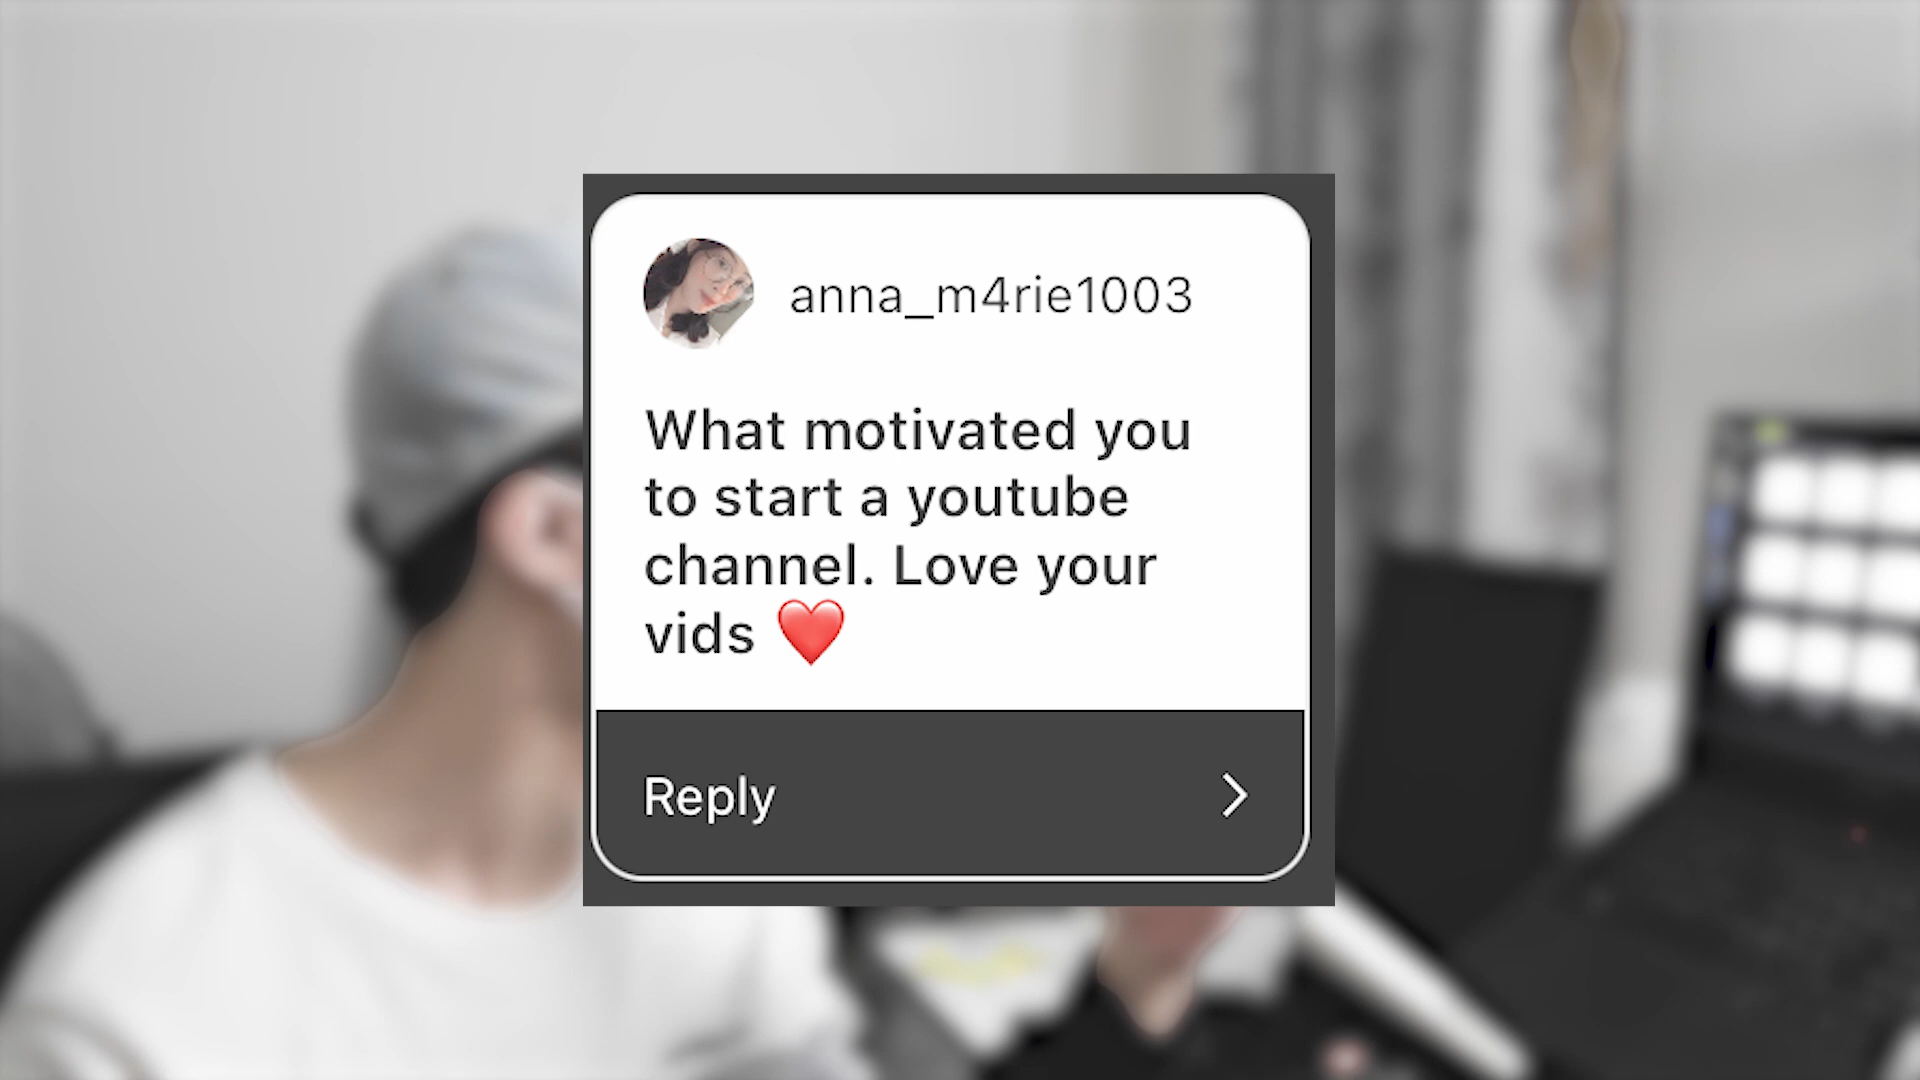 anna_m4rie1003
What motivated you
to start a youtube
channel. Love your
vids ❤️
Reply